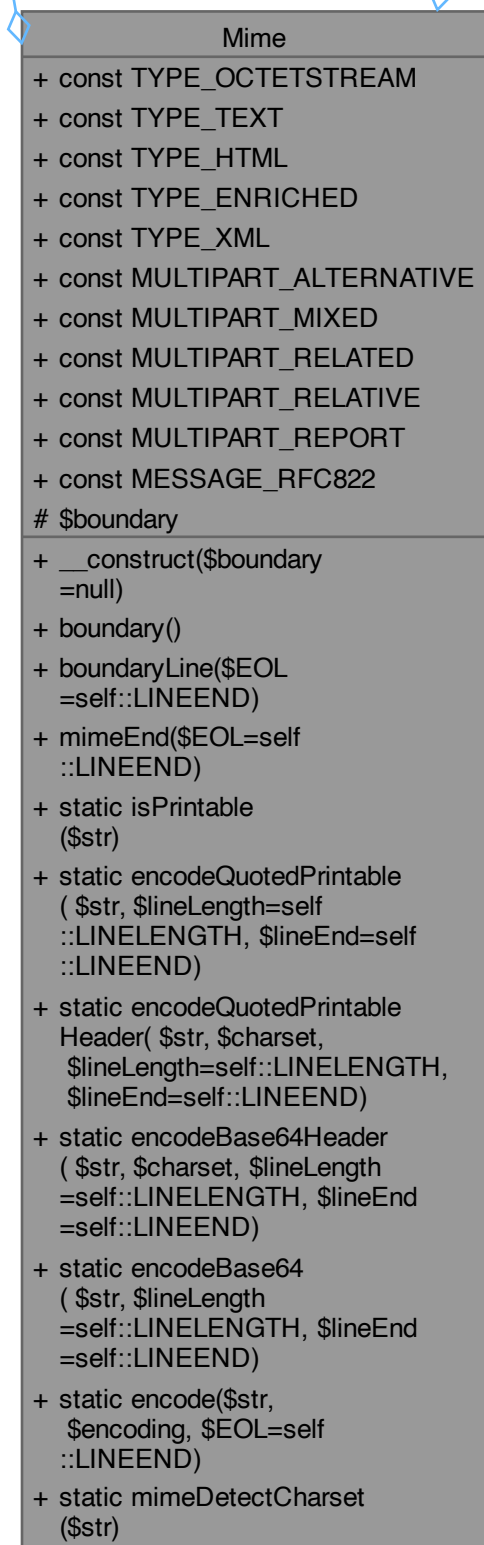 Mime
+ const TYPE_OCTETSTREAM
+ const TYPE_TEXT
+ const TYPE_HTML
+ const TYPE_ENRICHED
+ const TYPE_XML
+ const MULTIPART_ALTERNATIVE
+ const MULTIPART_MIXED
+ const MULTIPART_RELATED
+ const MULTIPART_RELATIVE
+ const MULTIPART_REPORT
+ const MESSAGE_RFC822
# $boundary
+ __construct($boundary
=null)
+ boundary()
+ boundaryLine($EOL
=self::LINEEND)
+ mimeEnd($EOL=self
::LINEEND)
+ static isPrintable
($str)
+ static encodeQuotedPrintable
( $str, $lineLength=self
::LINELENGTH, $lineEnd=self
::LINEEND)
+ static encodeQuotedPrintable
Header( $str, $charset,
$lineLength=self::LINELENGTH,
$lineEnd=self::LINEEND)
+ static encodeBase64Header
( $str, $charset, $lineLength
=self::LINELENGTH, $lineEnd
=self::LINEEND)
+ static encodeBase64
( $str, $lineLength
=self::LINELENGTH, $lineEnd
=self::LINEEND)
+ static encode($str,
$encoding, $EOL=self
::LINEEND)
+ static mimeDetectCharset
($str)